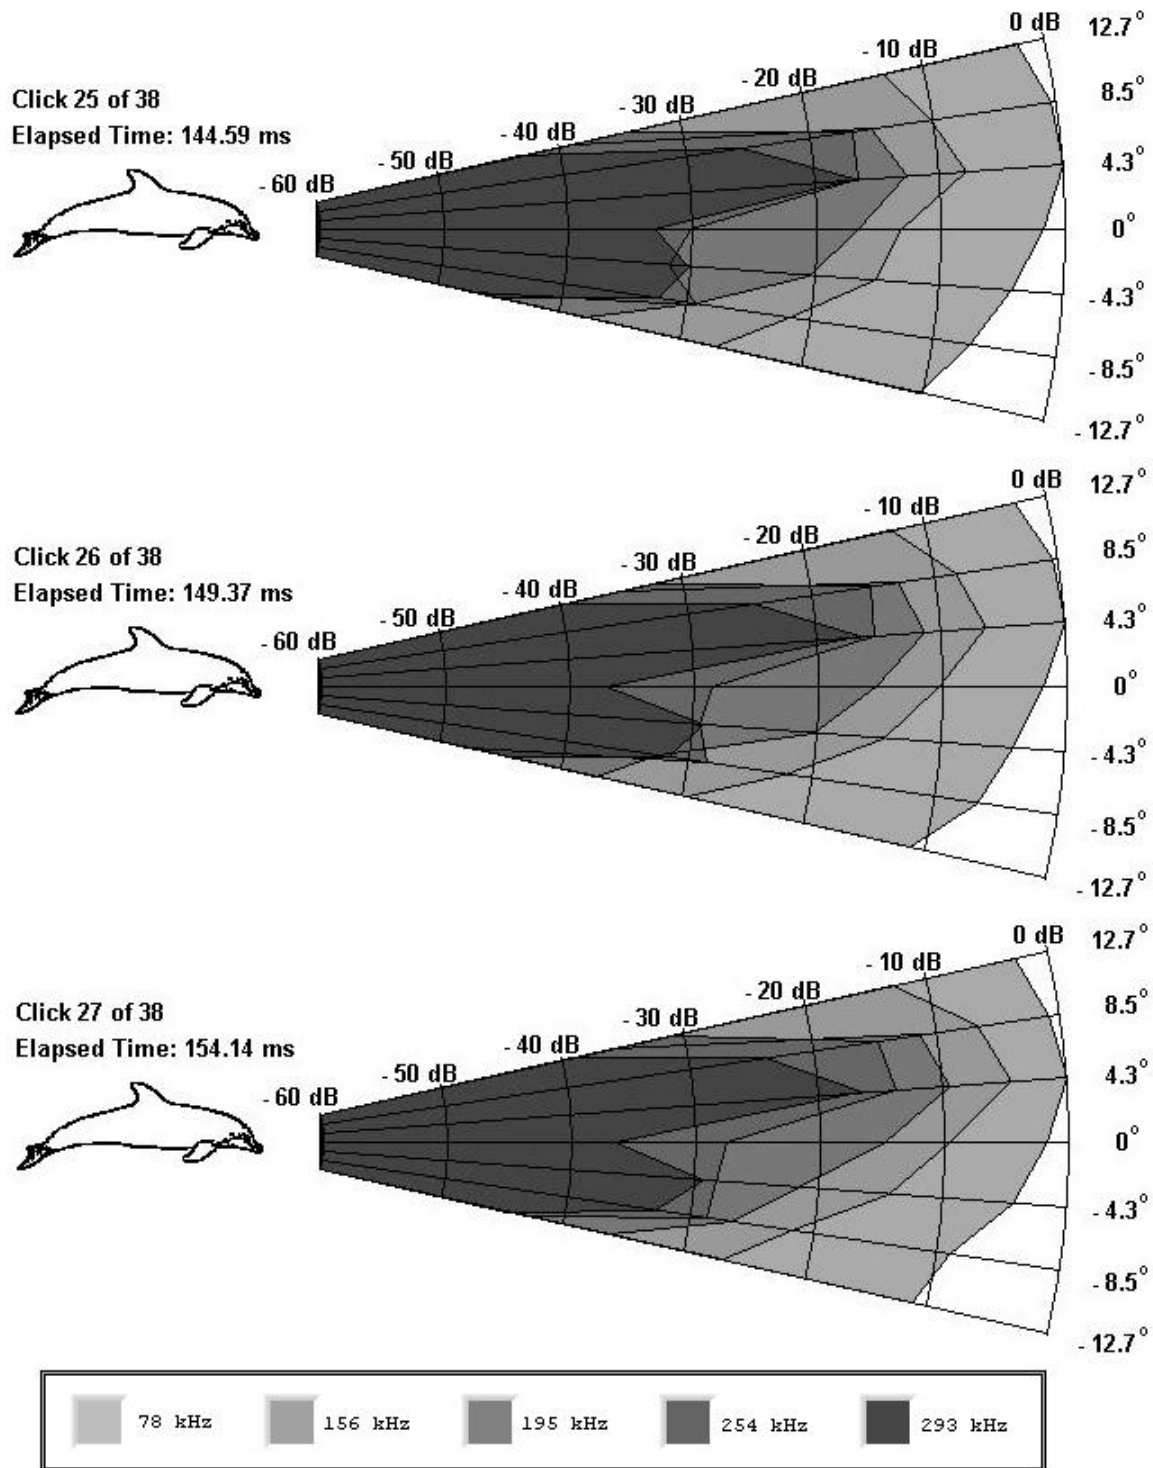 0 dB
12.7°
- 10 dB
- 20 dB
8.5°
Click 25 of 38
- 30 dB
Elapsed Time: 144.59 ms
- 40 dB
- 50 dB
4.3°
- 60 dB
0°
- 4.3°
- 8.5°
- 12.7°
0 dB
12.7°
- 10 dB
- 20 dB
8.5°
Click 26 of 38
- 30 dB
Elapsed Time: 149.37 ms
- 40 dB
- 50 dB
4.3°
- 60 dB
0°
- 4.3°
- 8.5°
- 12.7°
0 dB
12.7°
- 10 dB
- 20 dB
8.5°
Click 27 of 38
- 30 dB
Elapsed Time: 154.14 ms
- 40 dB
- 50 dB
4.3°
- 60 dB
0°
- 4.3°
- 8.5°
- 12.7°
78 kHz 156 kHz 195 kHz 254 kHz 293 kHz